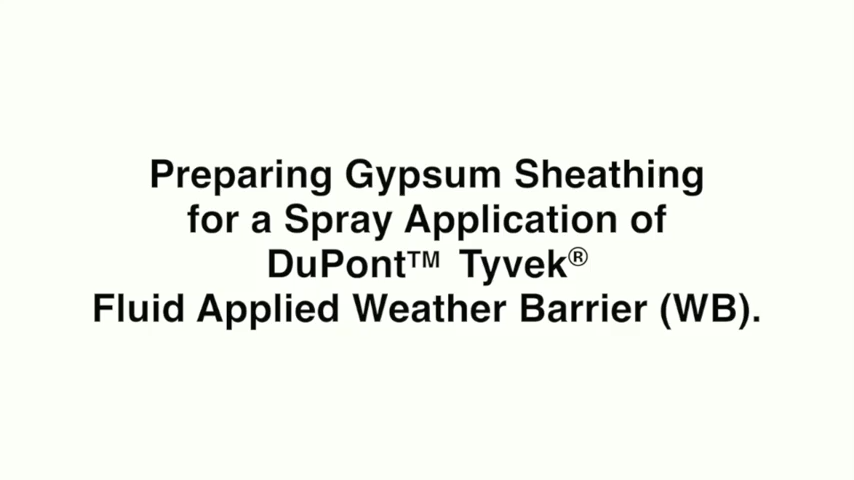 Preparing Gypsum Sheathing
for a Spray Application of
DuPont™ Tyvek®
Fluid Applied Weather Barrier (WB).